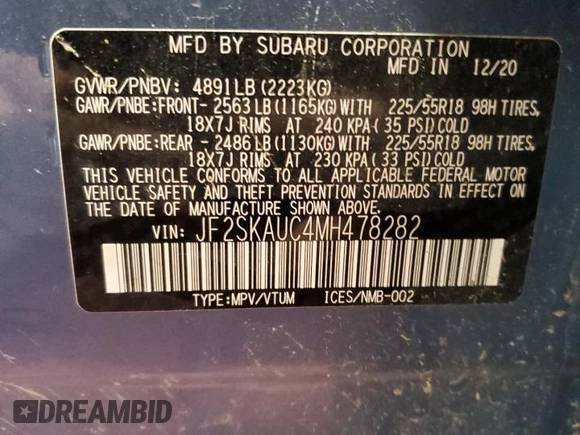 MFD BY SUBARU CORPORATION
MFD IN 12/20
GVWR/PNBV: 4891LB (2223KG)
GAWR/PNBE:FRONT- 2563LB (1165KG) WITH 225/55R18 98H TIRES,
18X7J RIMS AT 240 KPA( 35 PSI) COLD
GAWR/PNBE:REAR - 2486LB (1130KG) WITH 225/55R18 98H TIRES,
18X7J RIMS AT 230 KPA ( 33 PSI) COLD
THIS VEHICLE CONFORMS TO ALL APPLICABLE FEDERAL MOTOR
VEHICLE SAFETY AND THEFT PREVENTION STANDARDS IN EFFECT ON
THE DATE OF MANUFACTURE SHOWN ABOVE.
VIN: JF2SKAUC4MH478282
TYPE:MPV/VTUM ICES/NMB-002
DREAMBID